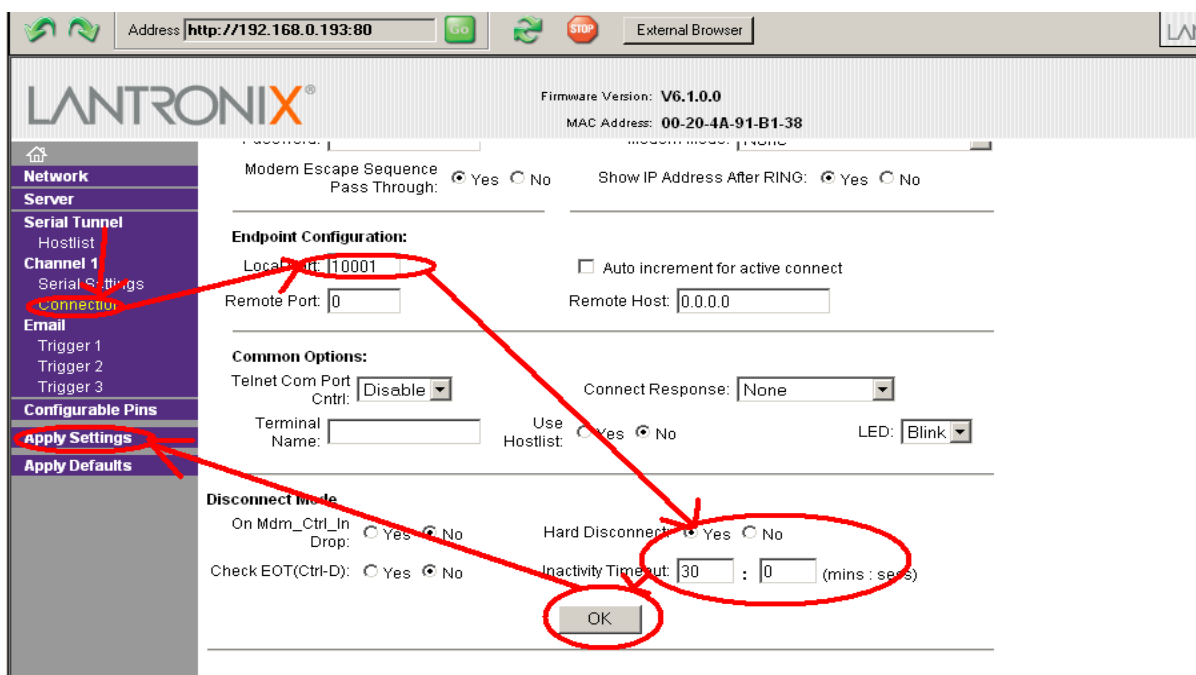 Address http://192.168.0.193:80 Go STOP External Browser
LANTRONIX®
Firmware Version: V6.1.0.0
MAC Address: 00-20-4A-91-B1-38
Network
Server
Serial Tunnel
Hostlist
Channel 1
Serial Settings
Connection
Email
Trigger 1
Trigger 2
Trigger 3
Configurable Pins
Apply Settings
Apply Defaults
Password: Modem Mode: None
Modem Escape Sequence Pass Through: Yes No Show IP Address After RING: Yes No
Endpoint Configuration:
Local Port: 10001 Auto increment for active connect
Remote Port: 0 Remote Host: 0.0.0.0
Common Options:
Telnet Com Port Cntrl: Disable Connect Response: None
Terminal Name: Use Hostlist: Yes No LED: Blink
Disconnect Mode
On Mdm_Ctrl_In Drop: Yes No Hard Disconnect: Yes No
Check EOT(Ctrl-D): Yes No Inactivity Timeout: 30 : 0 (mins : secs)
OK